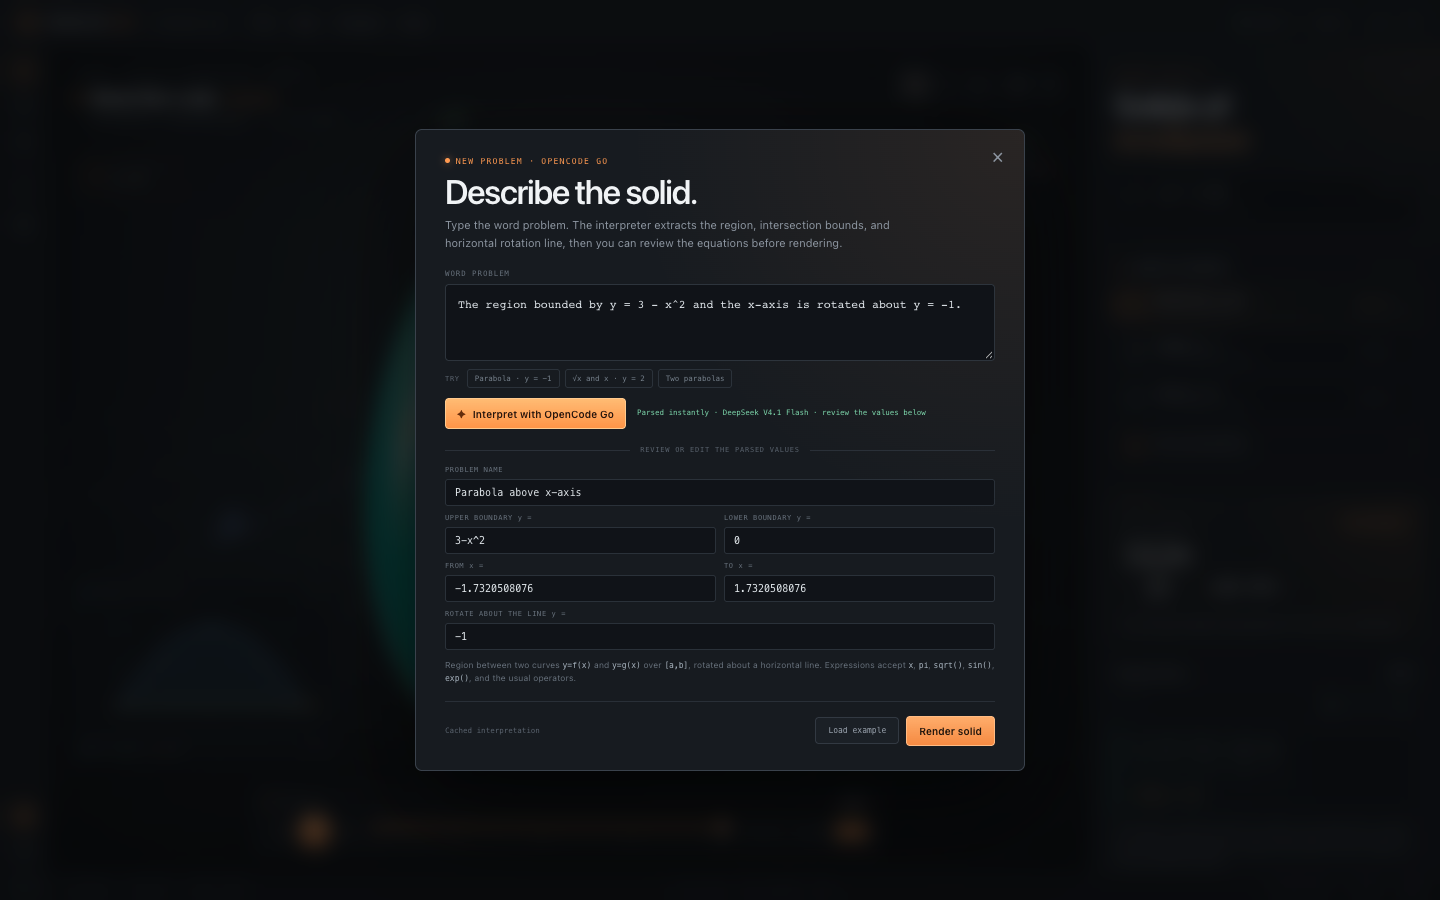 NEW PROBLEM · OPENCODE GO
Describe the solid.
Type the word problem. The interpreter extracts the region, intersection bounds, and
horizontal rotation line, then you can review the equations before rendering.
WORD PROBLEM
The region bounded by y = 3 - x^2 and the x-axis is rotated about y = -1.
TRY
Parabola · y = −1
√x and x · y = 2
Two parabolas
✦ Interpret with OpenCode Go
Parsed instantly · DeepSeek V4.1 Flash · review the values below
REVIEW OR EDIT THE PARSED VALUES
PROBLEM NAME
Parabola above x-axis
UPPER BOUNDARY y =
LOWER BOUNDARY y =
3-x^2
0
FROM x =
TO x =
-1.7320508076
1.7320508076
ROTATE ABOUT THE LINE y =
-1
Region between two curves y=f(x) and y=g(x) over [a,b], rotated about a horizontal line. Expressions accept x, pi, sqrt(), sin(),
exp(), and the usual operators.
Cached interpretation
Load example
Render solid